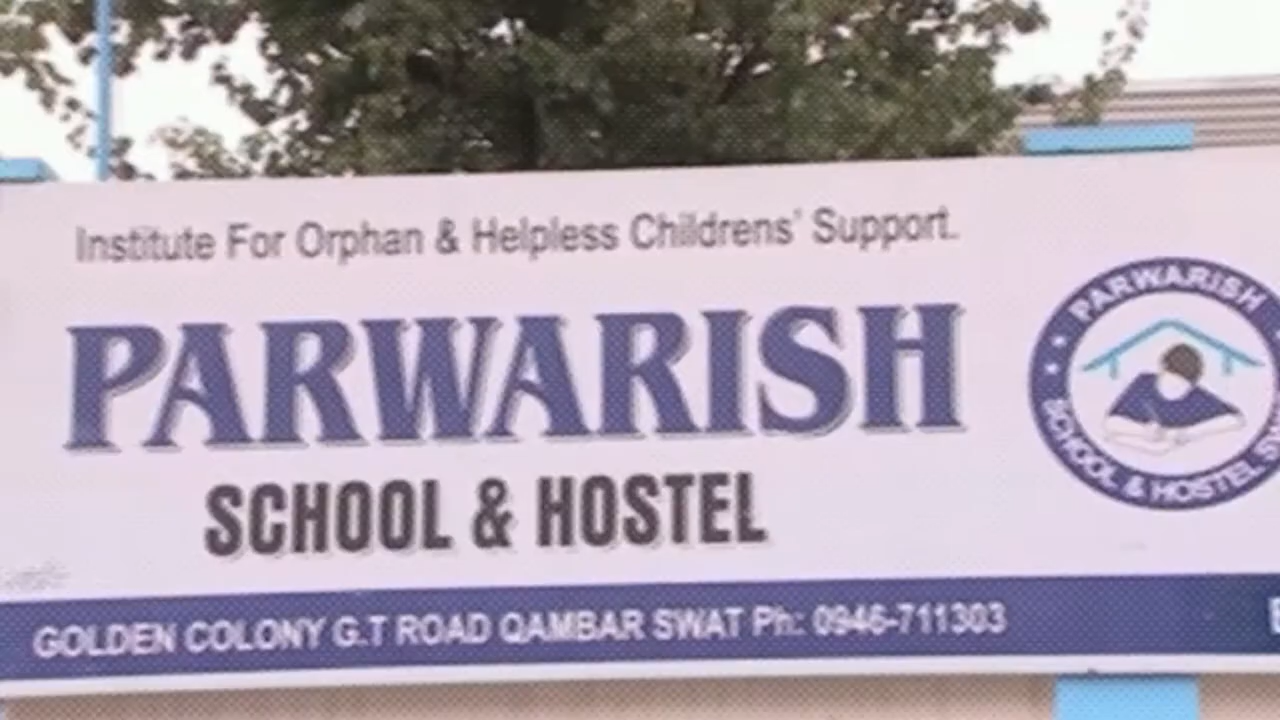 Institute For Orphan & Helpless Childrens' Support.
PARWARISH
SCHOOL & HOSTEL
PARWARISH
SCHOOL & HOSTEL
GOLDEN COLONY G.T ROAD QAMBAR SWAT Ph: 0946-711303